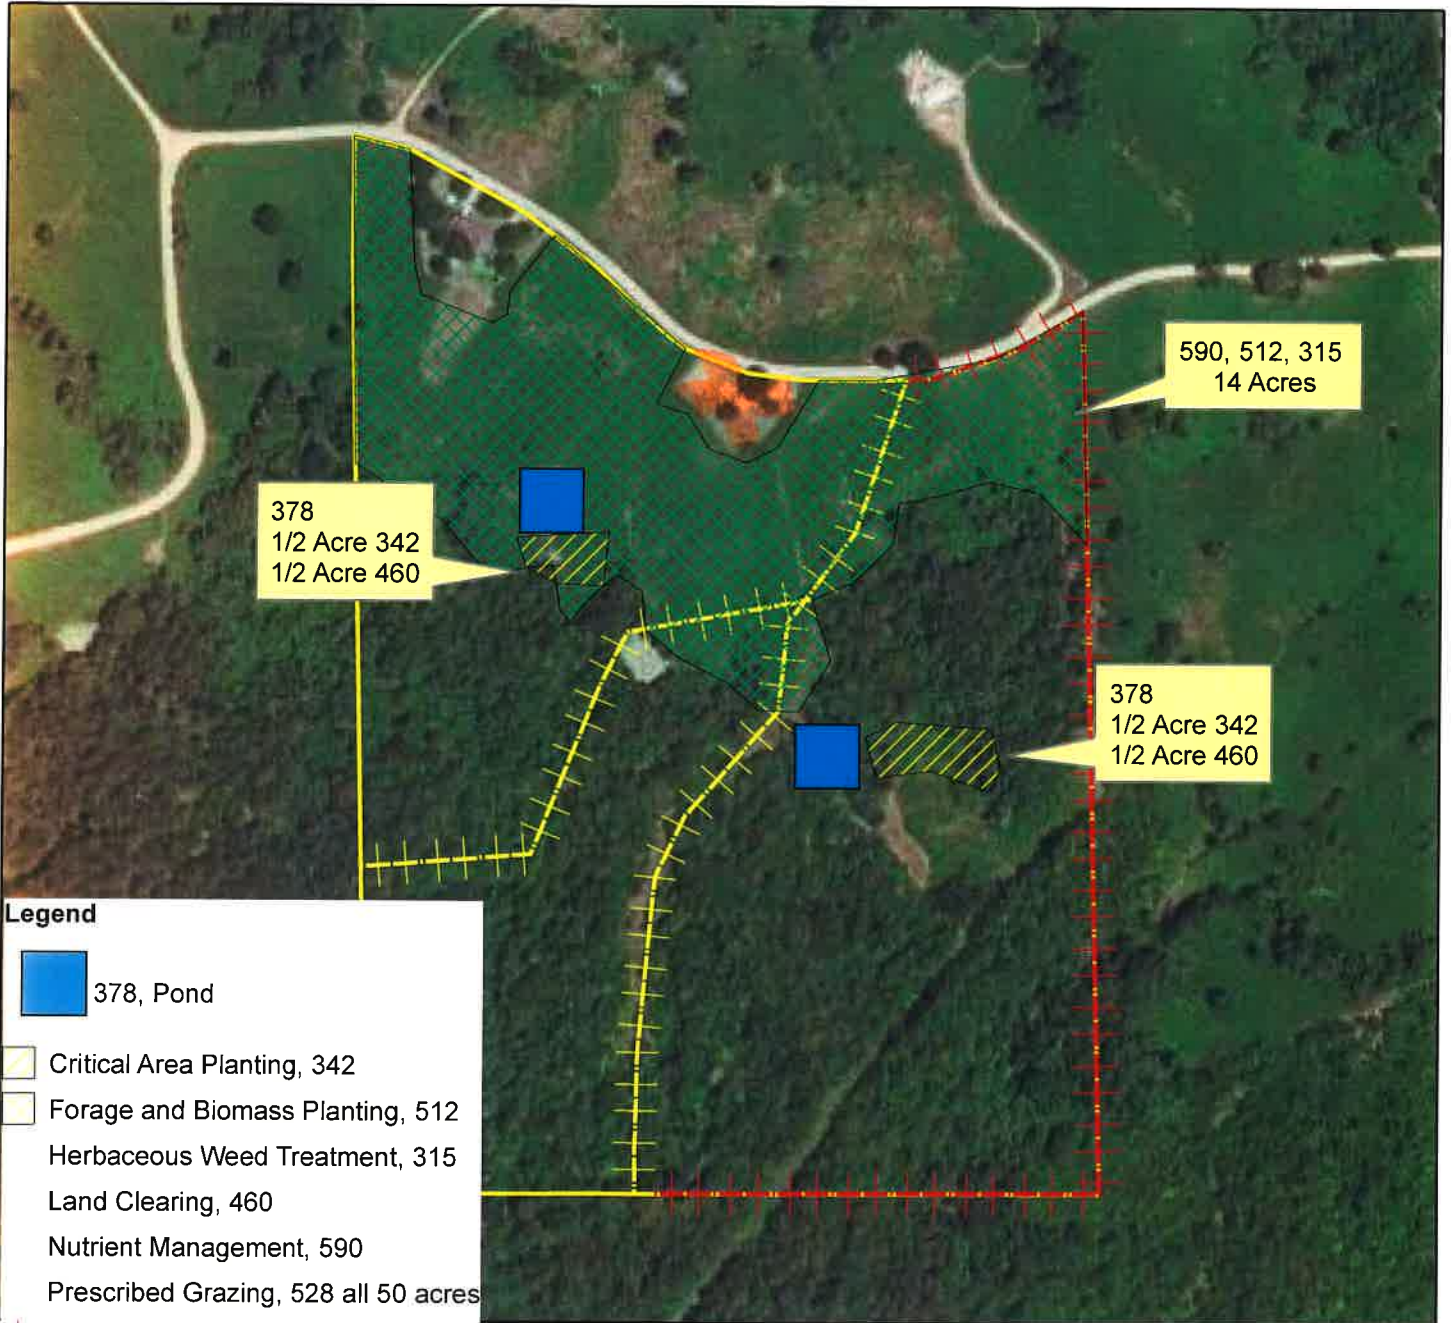 590, 512, 315
14 Acres
378
1/2 Acre 342
1/2 Acre 460
378
1/2 Acre 342
1/2 Acre 460
Legend
378, Pond
Critical Area Planting, 342
Forage and Biomass Planting, 512
Herbaceous Weed Treatment, 315
Land Clearing, 460
Nutrient Management, 590
Prescribed Grazing, 528 all 50 acres